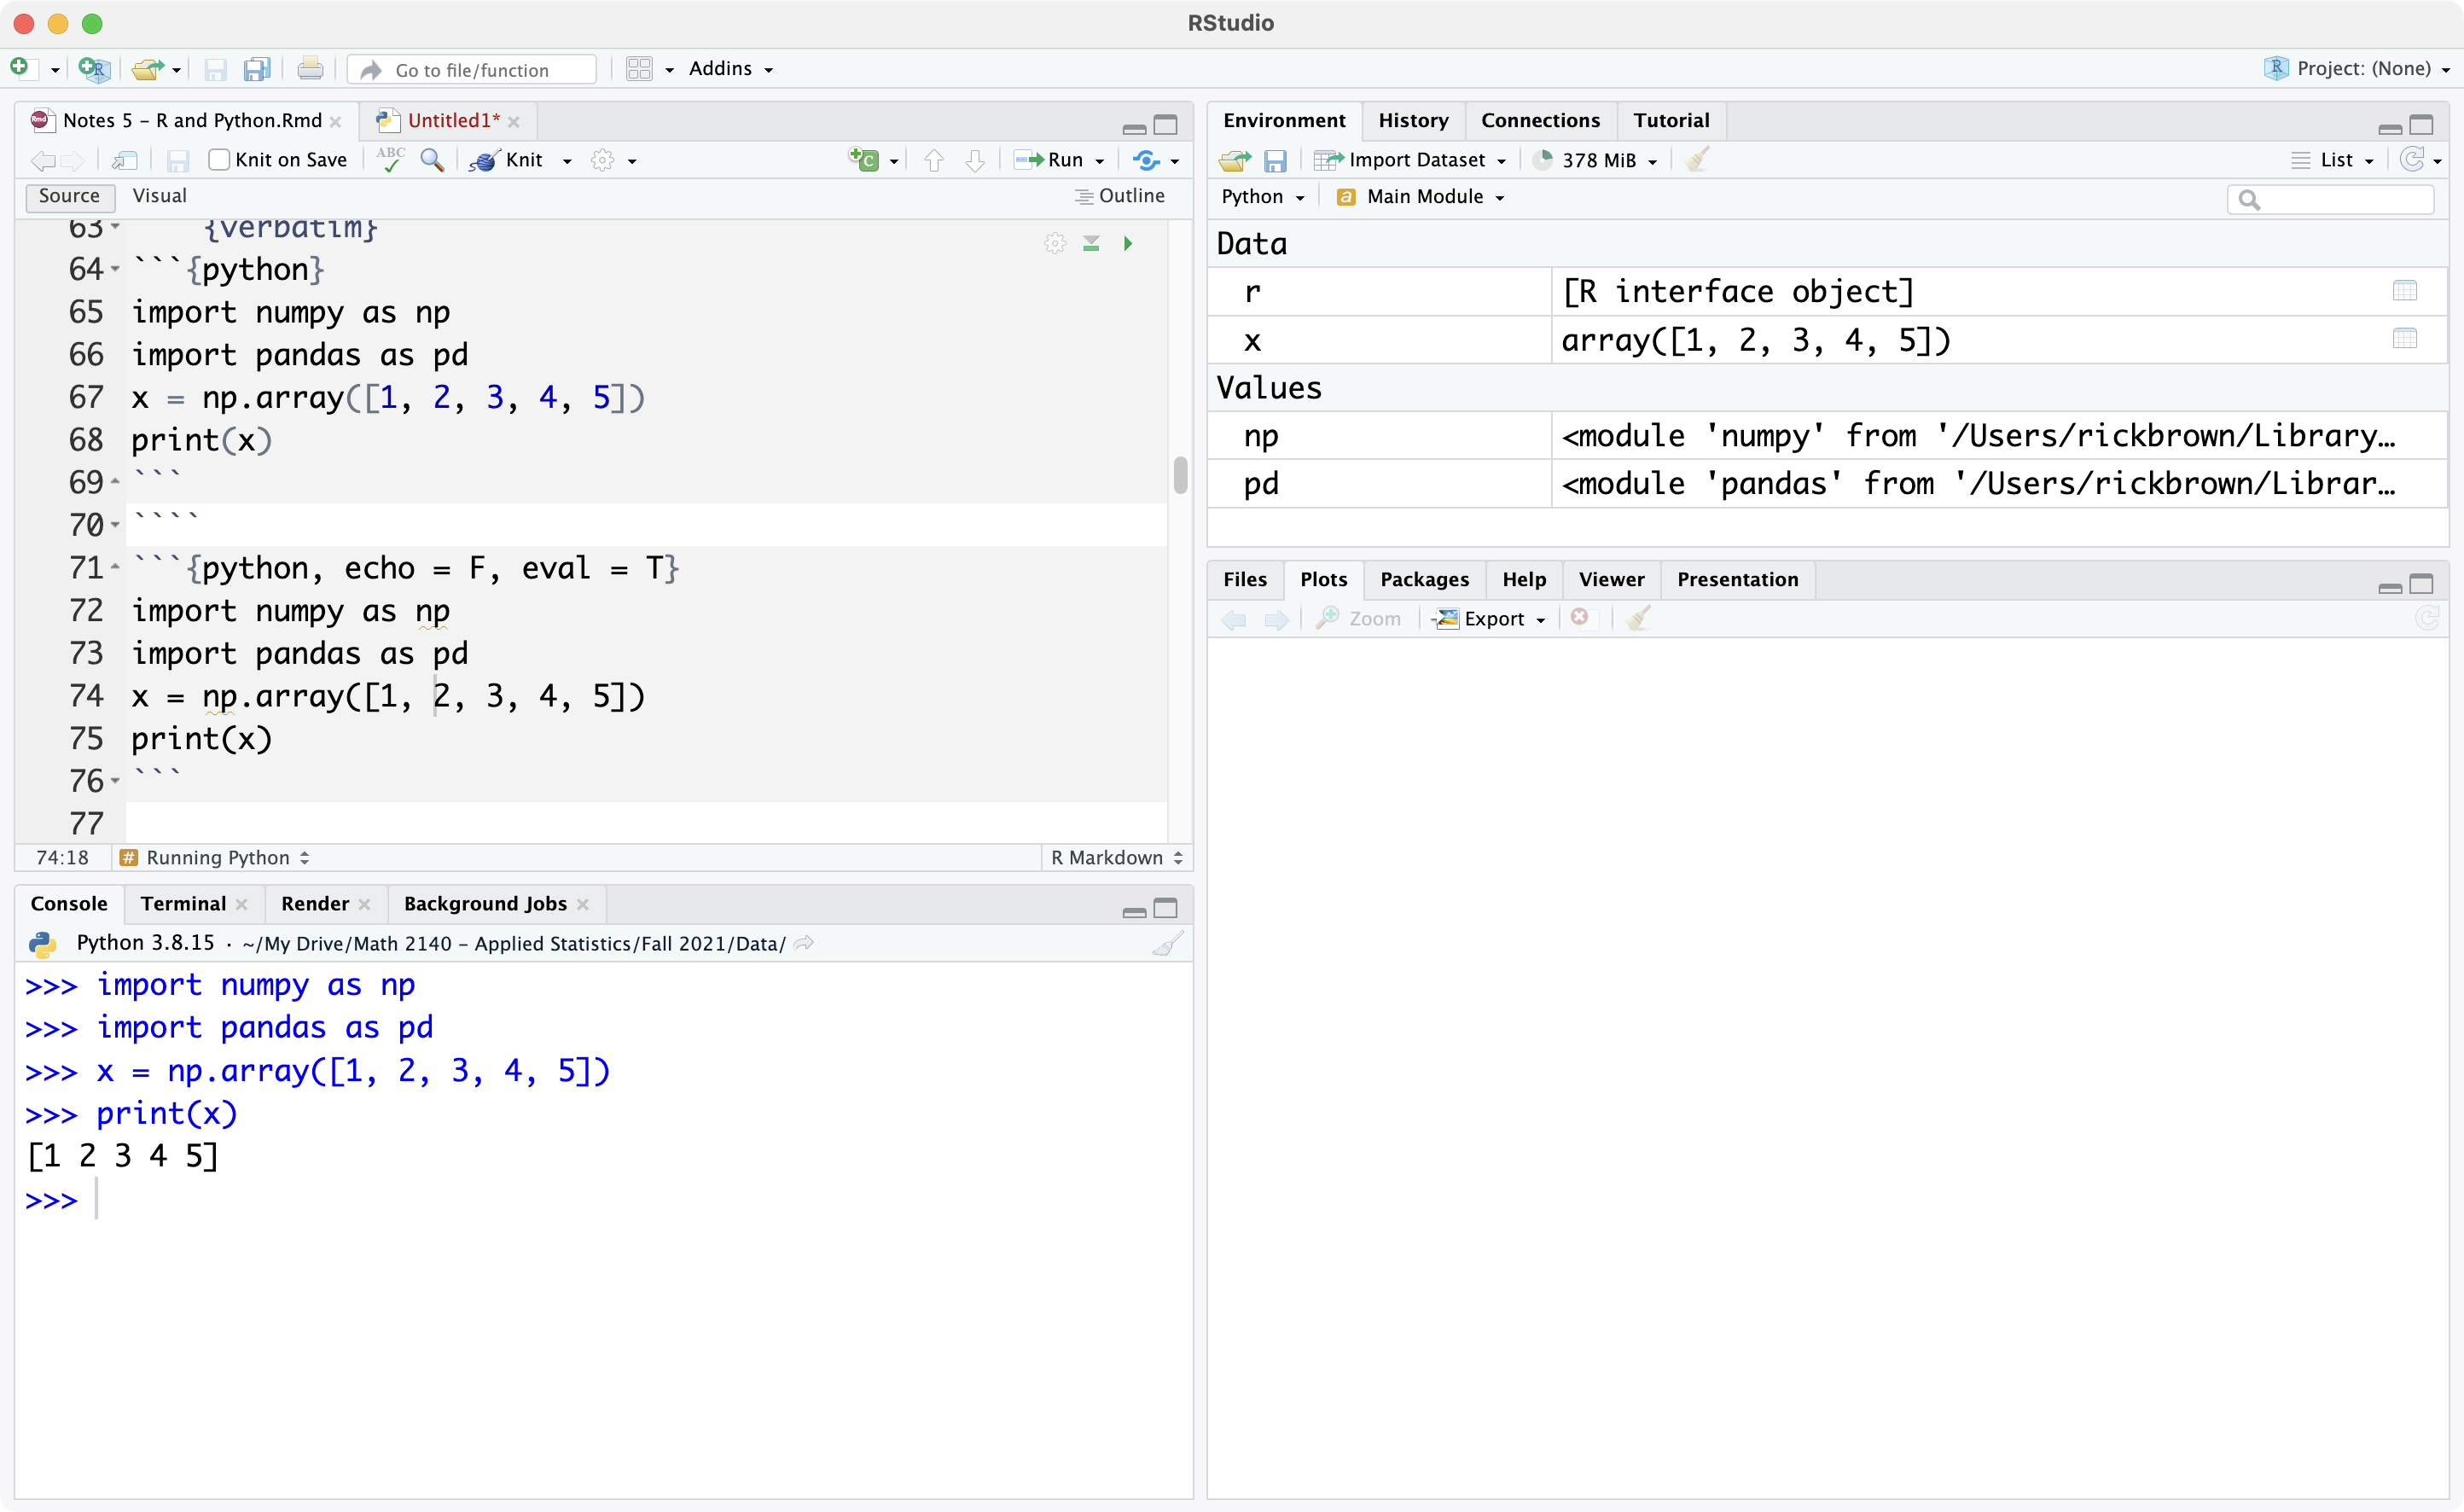 RStudio
Go to file/function
Addins
Project: (None)
Notes 5 - R and Python.Rmd
Untitled1*
Knit on Save
ABC
Knit
Run
Source
Visual
Outline
63 {verbatim}
64 ```{python}
65 import numpy as np
66 import pandas as pd
67 x = np.array([1, 2, 3, 4, 5])
68 print(x)
69 ```
70 ````
71 ```{python, echo = F, eval = T}
72 import numpy as np
73 import pandas as pd
74 x = np.array([1, 2, 3, 4, 5])
75 print(x)
76 ```
77
74:18
# Running Python
R Markdown
Console
Terminal
Render
Background Jobs
Python 3.8.15 · ~/My Drive/Math 2140 - Applied Statistics/Fall 2021/Data/
>>> import numpy as np
>>> import pandas as pd
>>> x = np.array([1, 2, 3, 4, 5])
>>> print(x)
[1 2 3 4 5]
>>>
Environment
History
Connections
Tutorial
Import Dataset
378 MiB
List
Python
Main Module
Data
r [R interface object]
x array([1, 2, 3, 4, 5])
Values
np <module 'numpy' from '/Users/rickbrown/Library…
pd <module 'pandas' from '/Users/rickbrown/Librar…
Files
Plots
Packages
Help
Viewer
Presentation
Zoom
Export